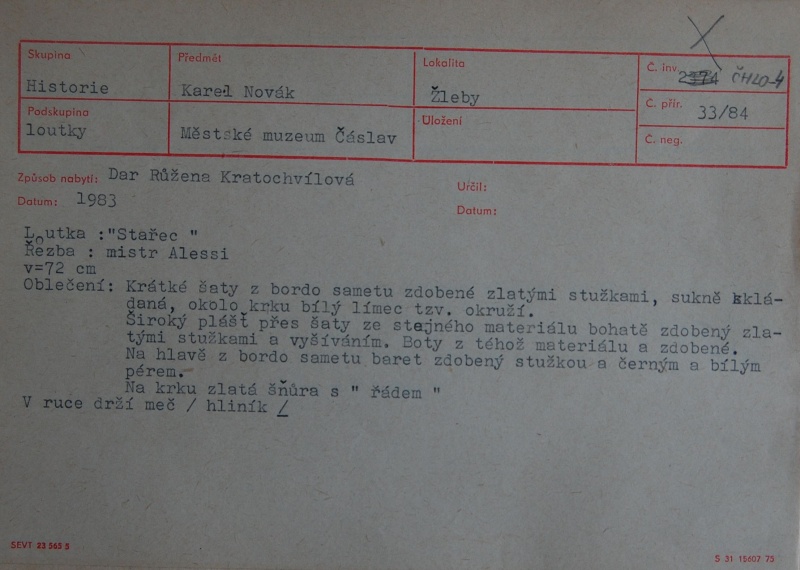 Skupina
Historie
Předmět
Karel Novák
Lokalita
Žleby
Č. inv. ČHLO-4
Podskupina
loutky
Městské muzeum Čáslav
Uložení
Č. přír. 33/84
Č. neg.
Způsob nabytí: Dar Růžena Kratochvílová
Určil:
Datum: 1983
Datum:
Loutka :"Stařec "
Řezba : mistr Alessi
v=72 cm
Oblečení: Krátké šaty z bordo sametu zdobené zlatými stužkami, sukně sklá-
daná, okolo krku bílý límec tzv. okruží.
Široký plášť přes šaty ze stejného materiálu bohatě zdobený zla-
tými stužkami a vyšíváním. Boty z téhož materiálu a zdobené.
Na hlavě z bordo sametu baret zdobený stužkou a černým a bílým
pérem.
Na krku zlatá šňůra s " řádem "
V ruce drží meč / hliník /
SEVT 23 565 5
S 31 15607 75